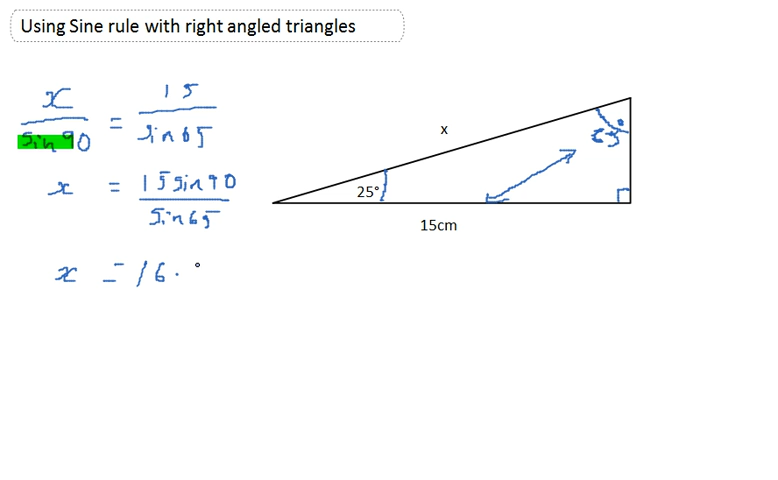 Using Sine rule with right angled triangles
x / sin 90 = 15 / sin 65
x = 15 sin 90 / sin 65
x = 16.
x
25°
65°
15cm